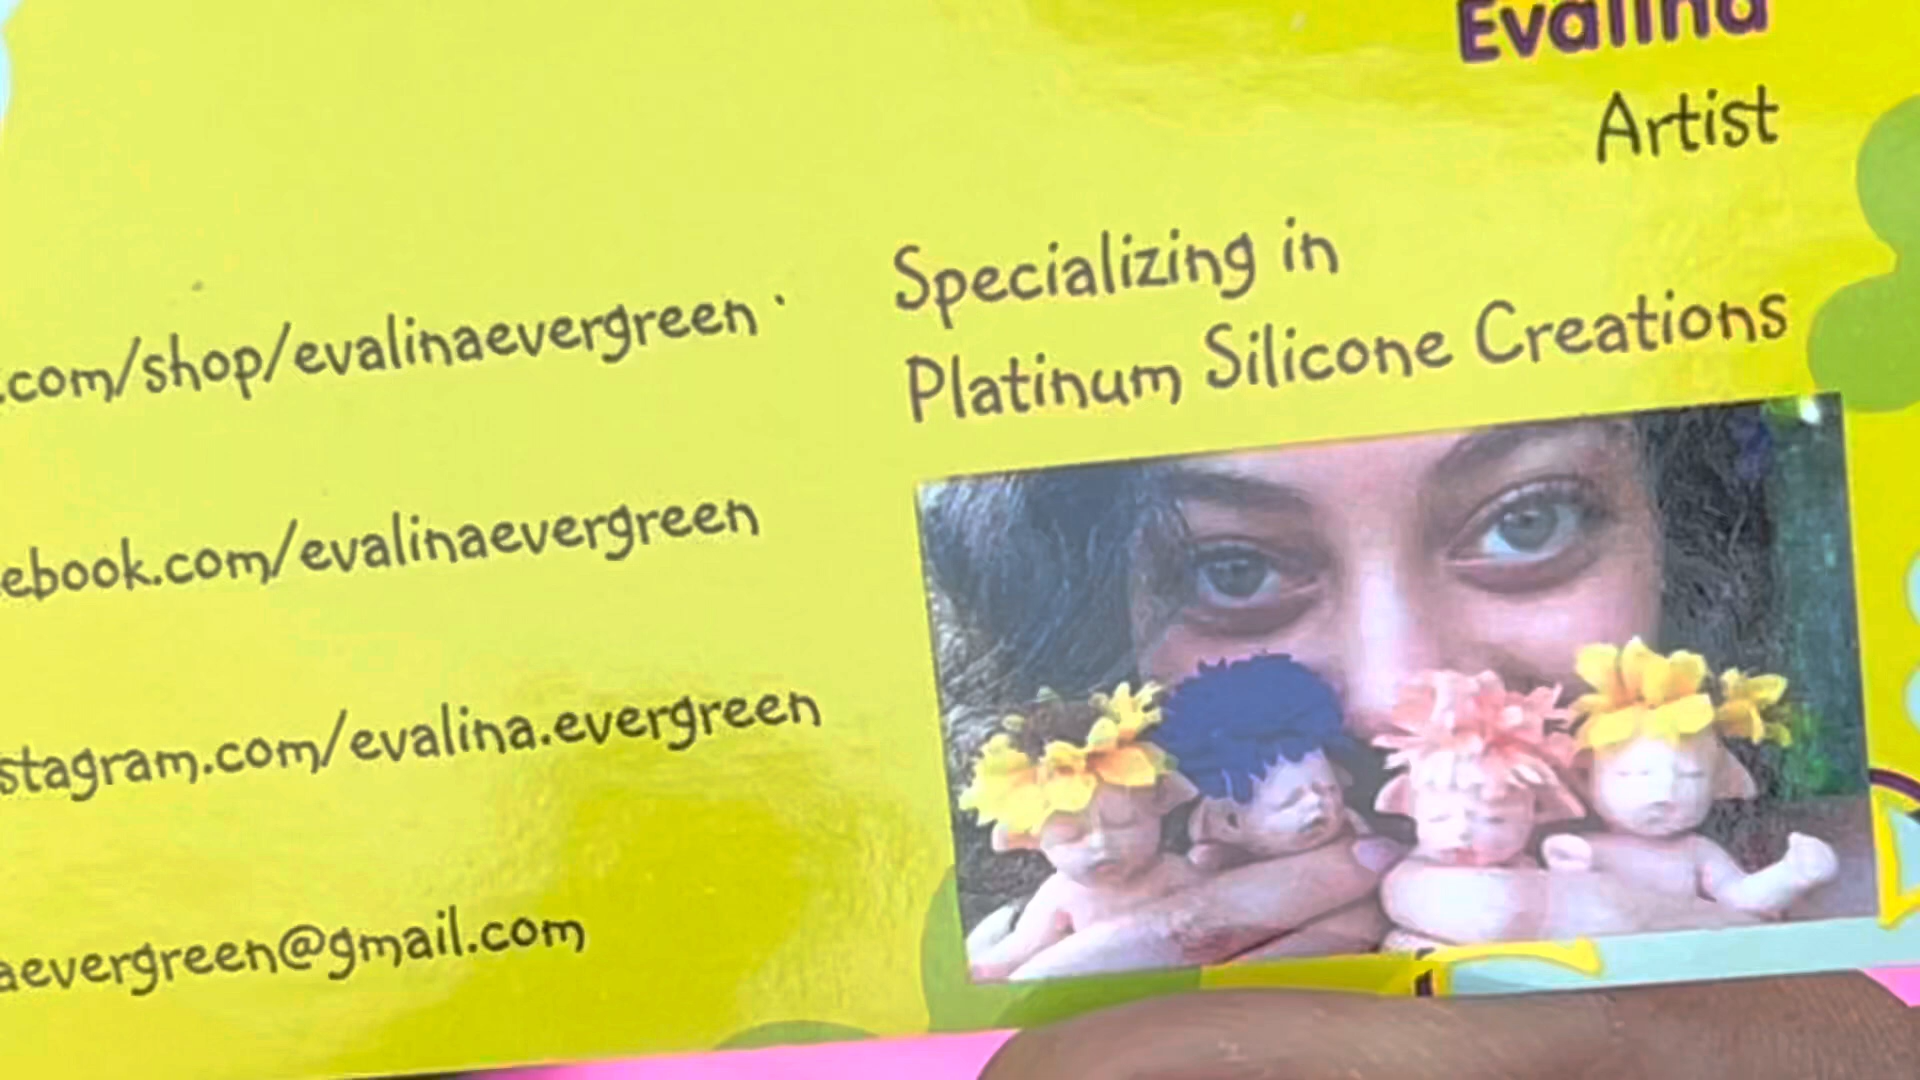 Evalina
Artist
Specializing in
Platinum Silicone Creations
.com/shop/evalinaevergreen
ebook.com/evalinaevergreen
stagram.com/evalina.evergreen
aevergreen@gmail.com